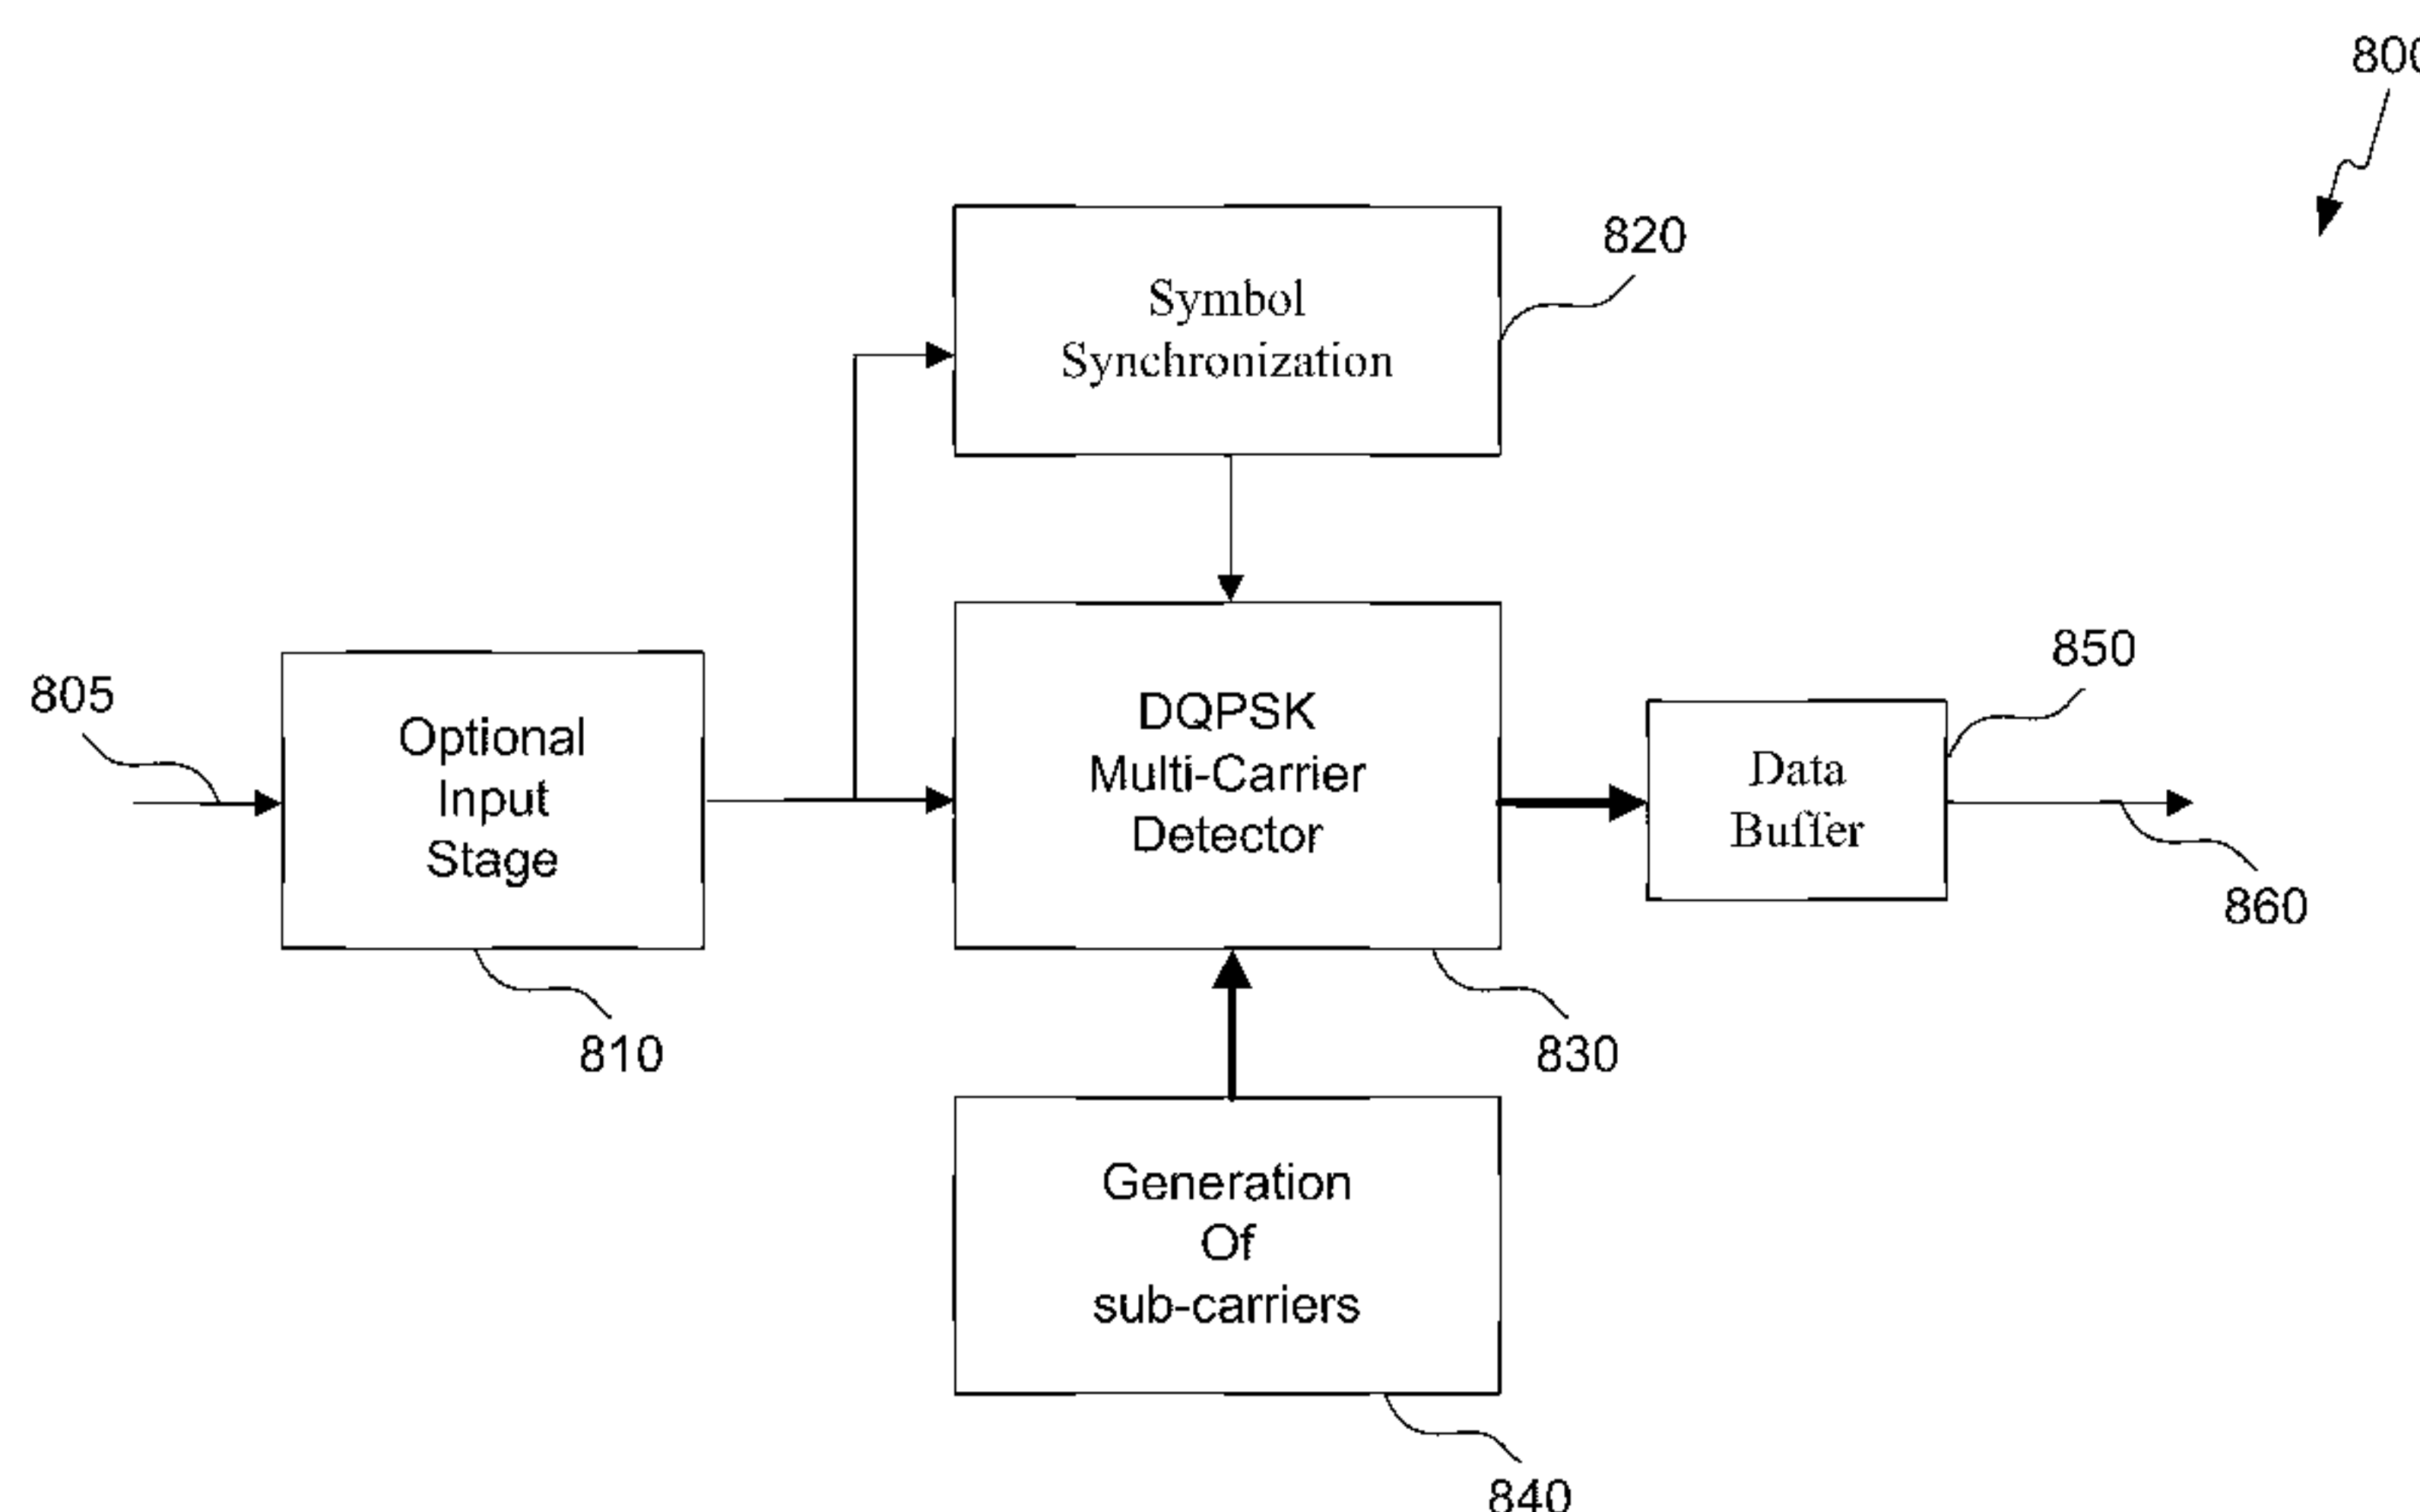 800
820
Symbol
Synchronization
805
Optional
Input
Stage
810
DQPSK
Multi-Carrier
Detector
830
850
Data
Buffer
860
Generation
Of
sub-carriers
840